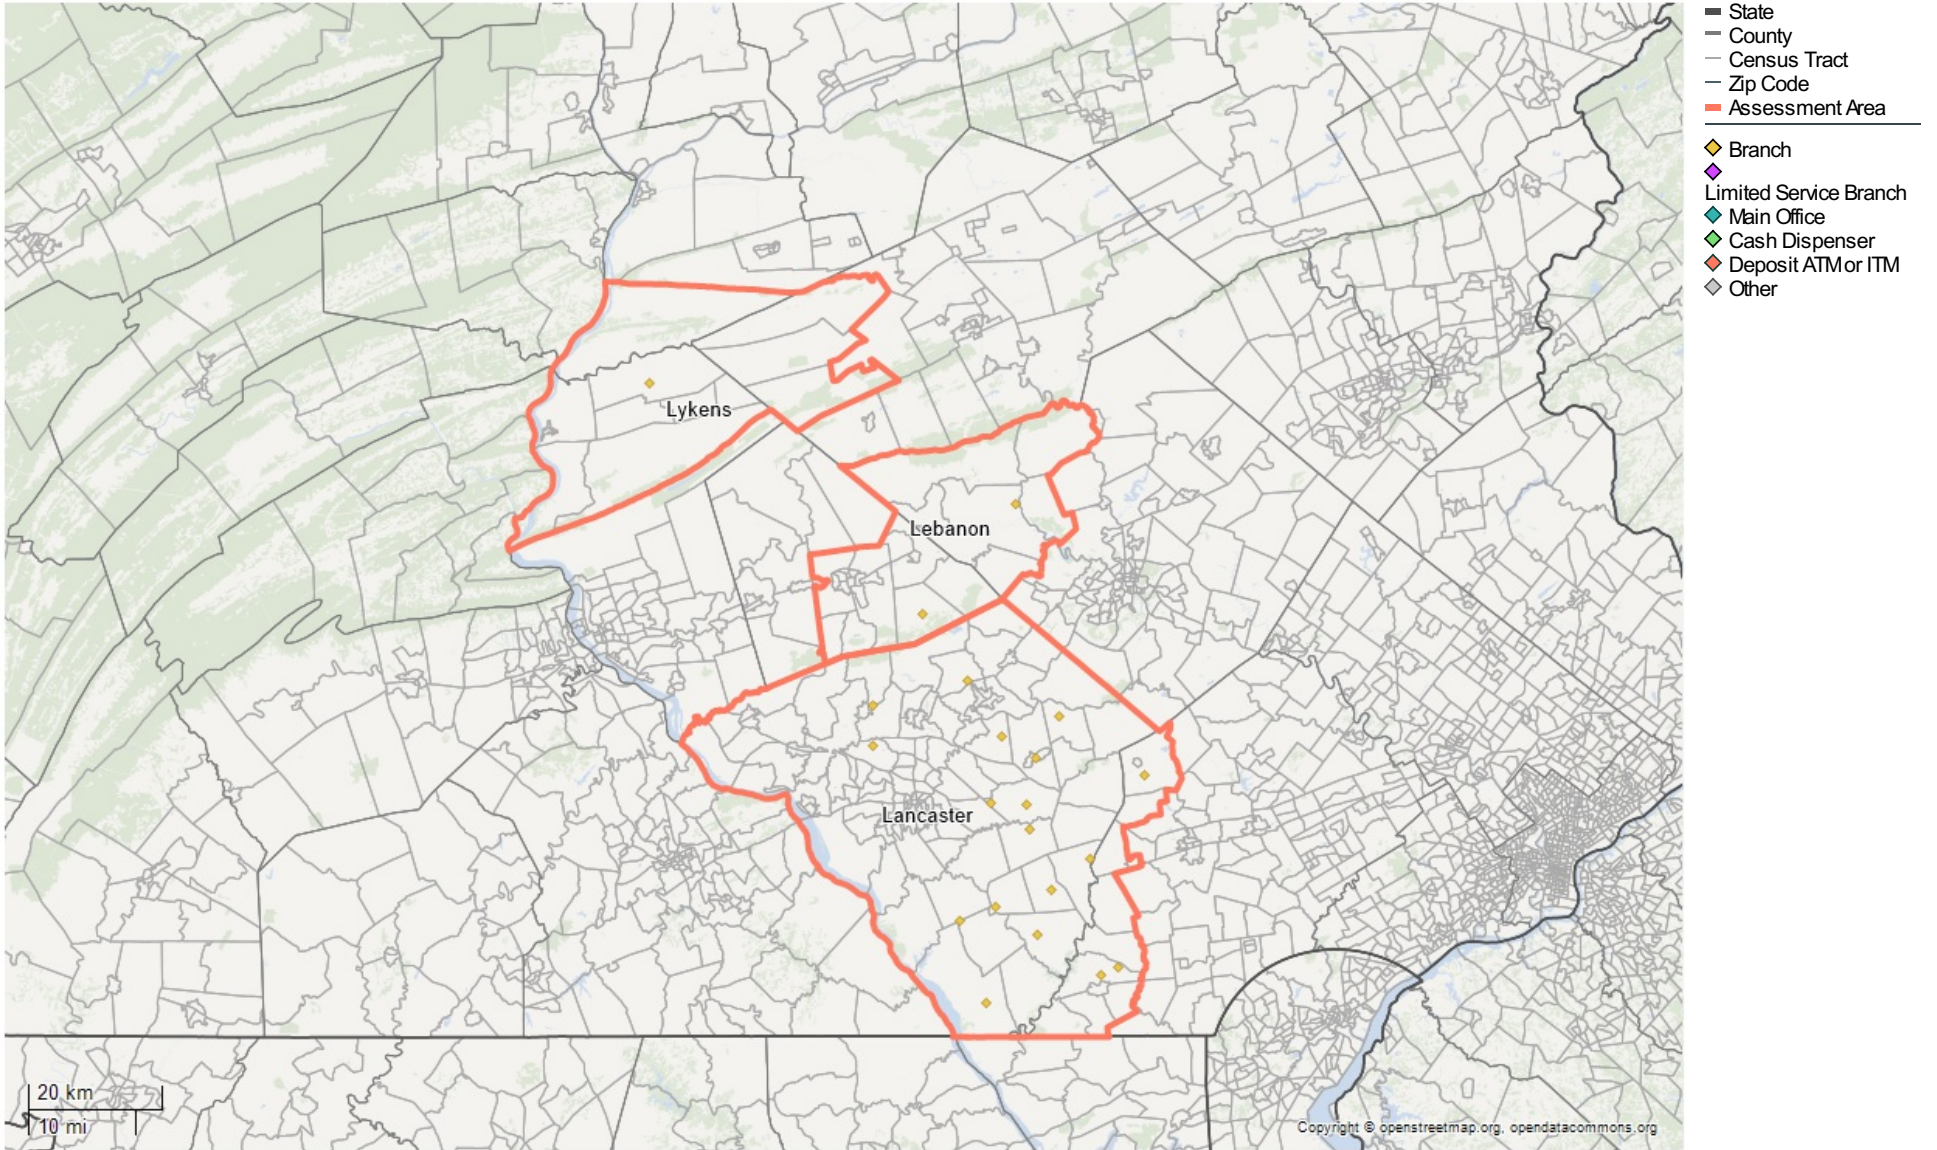 State
County
Census Tract
Zip Code
Assessment Area
Branch
Limited Service Branch
Main Office
Cash Dispenser
Deposit ATM or ITM
Other
Lykens
Lebanon
Lancaster
20 km
10 mi
Copyright © openstreetmap.org, opendatacommons.org